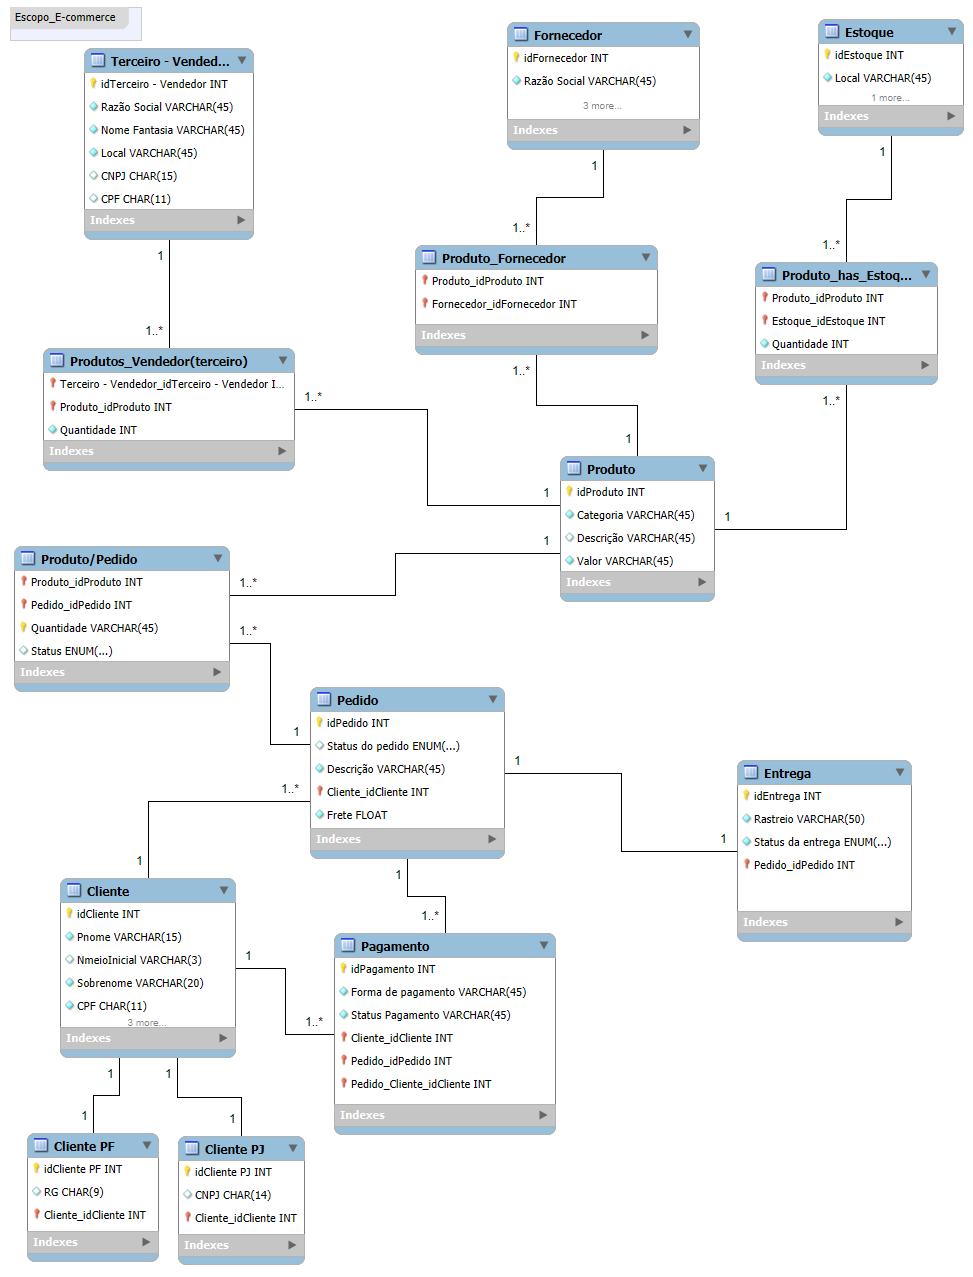 Escopo_E-commerce
Terceiro - Vended...
idTerceiro - Vendedor INT
Razão Social VARCHAR(45)
Nome Fantasia VARCHAR(45)
Local VARCHAR(45)
CNPJ CHAR(15)
CPF CHAR(11)
Indexes
Fornecedor
idFornecedor INT
Razão Social VARCHAR(45)
3 more...
Indexes
Estoque
idEstoque INT
Local VARCHAR(45)
1 more...
Indexes
1
1..*
1
1..*
1
1..*
Produto_Fornecedor
Produto_idProduto INT
Fornecedor_idFornecedor INT
Indexes
Produto_has_Estoq...
Produto_idProduto INT
Estoque_idEstoque INT
Quantidade INT
Indexes
Produtos_Vendedor(terceiro)
Terceiro - Vendedor_idTerceiro - Vendedor I...
Produto_idProduto INT
Quantidade INT
Indexes
1..*
1
1..*
1
1..*
1
Produto
idProduto INT
Categoria VARCHAR(45)
Descrição VARCHAR(45)
Valor VARCHAR(45)
Indexes
1
1..*
Produto/Pedido
Produto_idProduto INT
Pedido_idPedido INT
Quantidade VARCHAR(45)
Status ENUM(...)
Indexes
1..*
1
Pedido
idPedido INT
Status do pedido ENUM(...)
Descrição VARCHAR(45)
Cliente_idCliente INT
Frete FLOAT
Indexes
1
1
Entrega
idEntrega INT
Rastreio VARCHAR(50)
Status da entrega ENUM(...)
Pedido_idPedido INT
Indexes
1..*
1
1
1..*
Cliente
idCliente INT
Pnome VARCHAR(15)
NmeioInicial VARCHAR(3)
Sobrenome VARCHAR(20)
CPF CHAR(11)
3 more...
Indexes
1
1..*
Pagamento
idPagamento INT
Forma de pagamento VARCHAR(45)
Status Pagamento VARCHAR(45)
Cliente_idCliente INT
Pedido_idPedido INT
Pedido_Cliente_idCliente INT
Indexes
1
1
1
1
Cliente PF
idCliente PF INT
RG CHAR(9)
Cliente_idCliente INT
Indexes
Cliente PJ
idCliente PJ INT
CNPJ CHAR(14)
Cliente_idCliente INT
Indexes